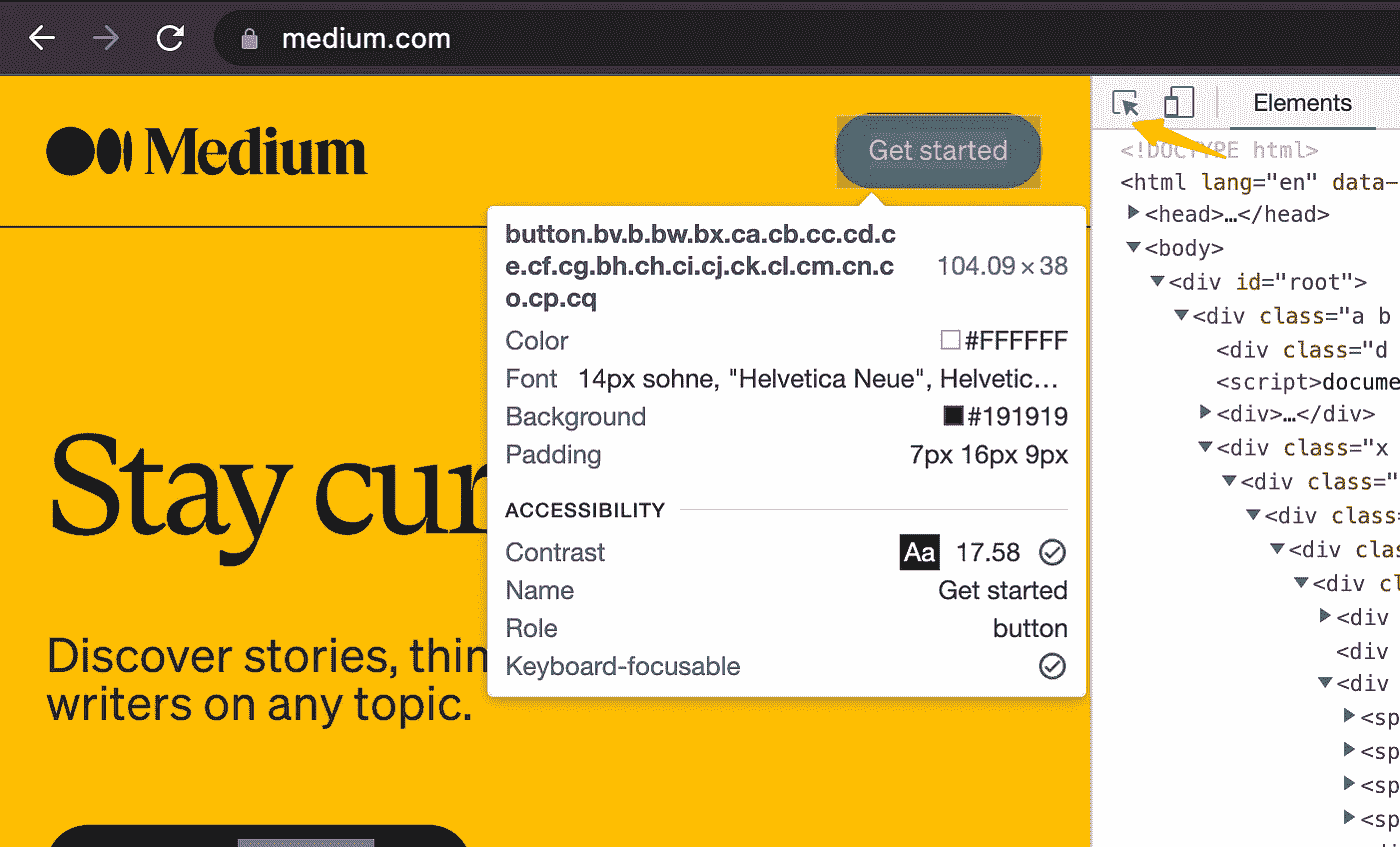 medium.com
Medium
Get started
Elements
<!DOCTYPE html>
<html lang="en" data-
<head>…</head>
<body>
<div id="root">
<div class="a b
<div class="d
<script>docume
<div>…</div>
<div class="x
<div class="
<div class=
<div clas
<div cl
<div
<div
<div
<sp
<sp
<sp
<sp
button.bv.b.bw.bx.ca.cb.cc.cd.c
e.cf.cg.bh.ch.ci.cj.ck.cl.cm.cn.c
o.cp.cq
104.09 × 38
Color #FFFFFF
Font 14px sohne, "Helvetica Neue", Helvetic…
Background #191919
Padding 7px 16px 9px
ACCESSIBILITY
Contrast Aa 17.58
Name Get started
Role button
Keyboard-focusable
Stay cur
Discover stories, thin
writers on any topic.